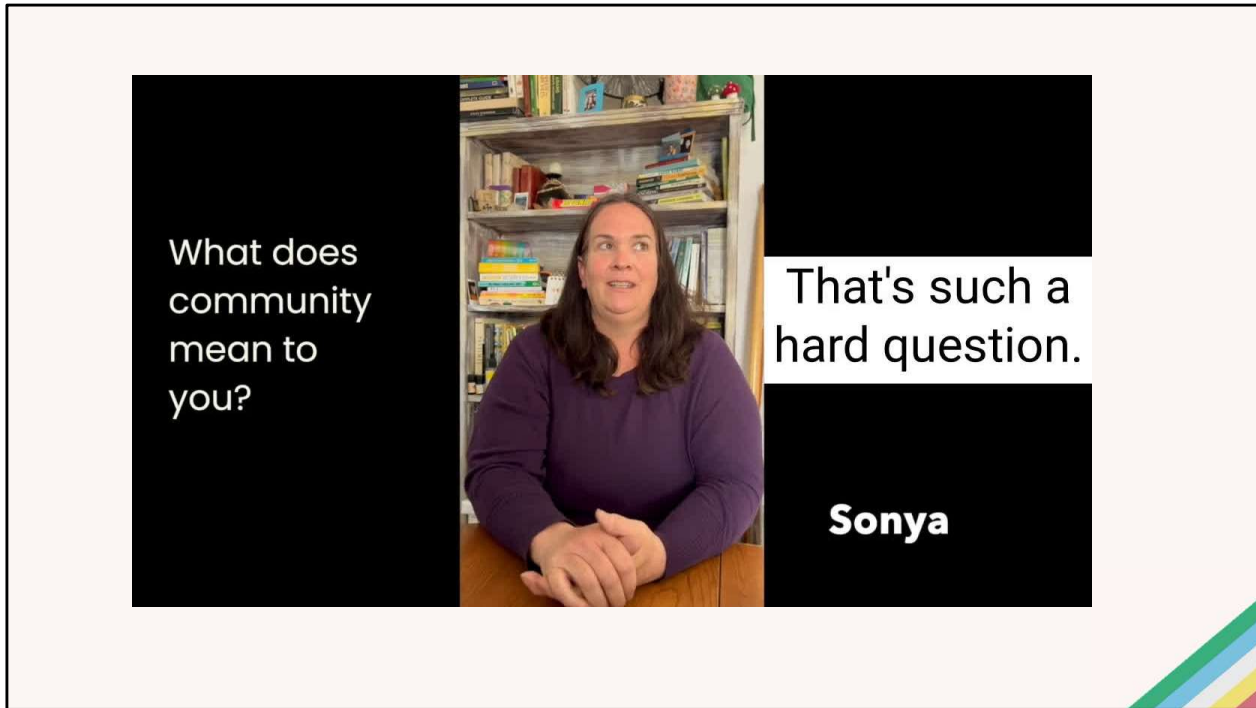 What does
community
mean to
you?
That's such a
hard question.
Sonya